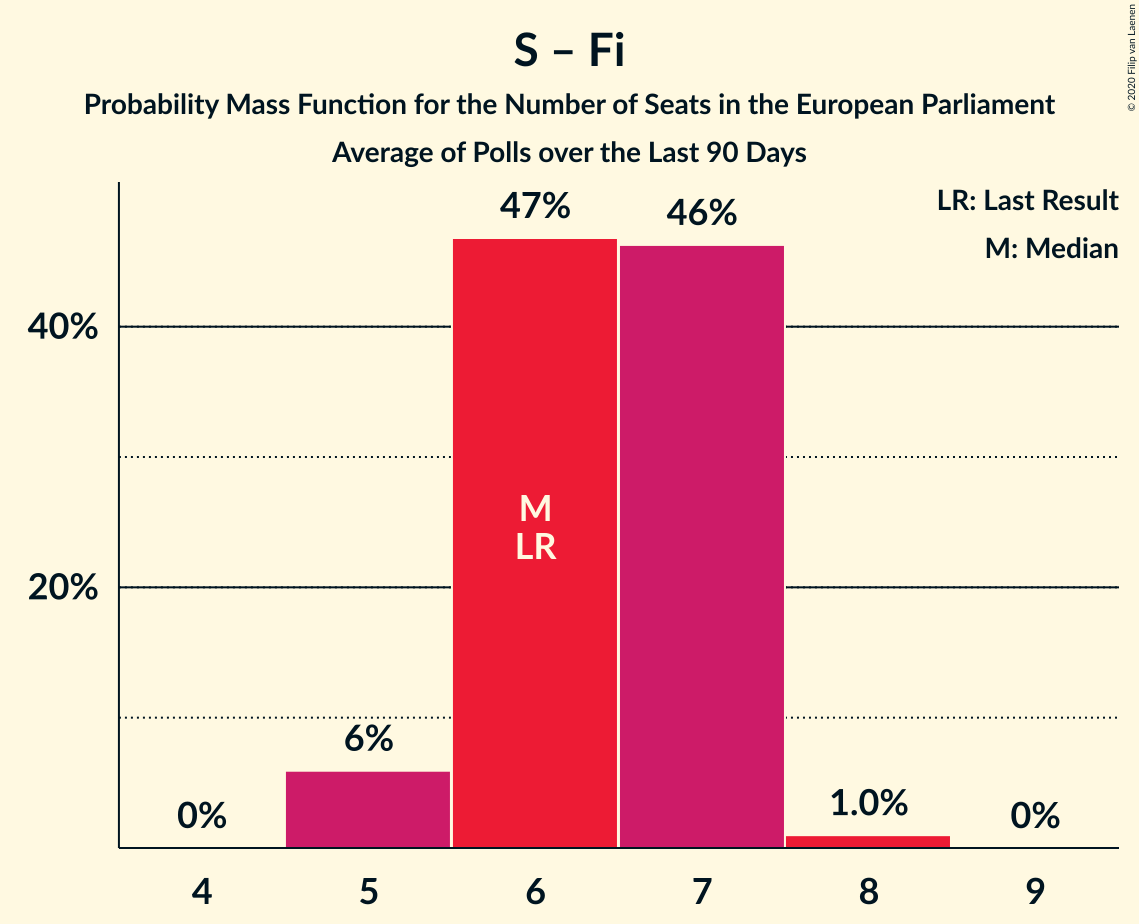 S – Fi
Probability Mass Function for the Number of Seats in the European Parliament
Average of Polls over the Last 90 Days
© 2020 Filip van Laenen
LR: Last Result
M: Median
47%
46%
40%
M
LR
20%
6%
1.0%
0%
0%
4 5 6 7 8 9